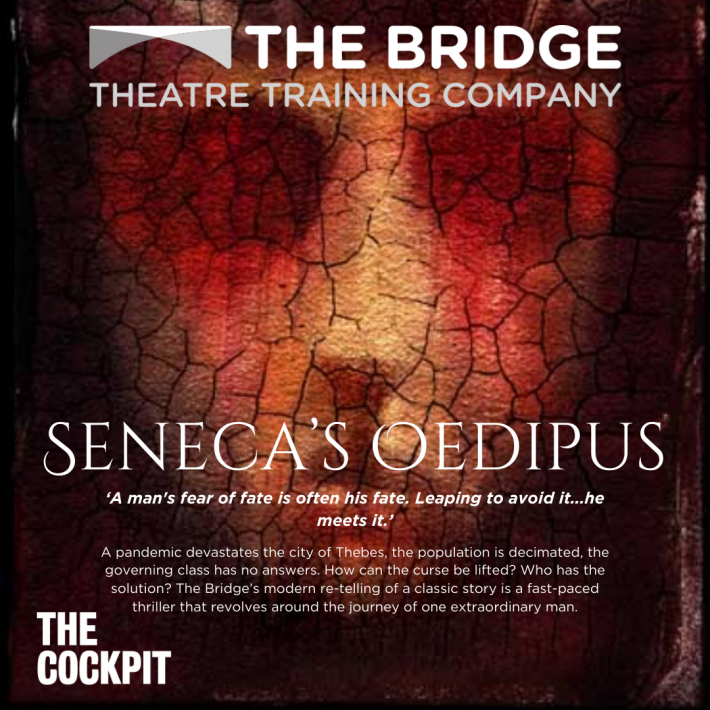 THE BRIDGE
THEATRE TRAINING COMPANY
SENECA'S OEDIPUS
‘A man's fear of fate is often his fate. Leaping to avoid it...he
meets it.’
A pandemic devastates the city of Thebes, the population is decimated, the
governing class has no answers. How can the curse be lifted? Who has the
solution? The Bridge's modern re-telling of a classic story is a fast-paced
thriller that revolves around the journey of one extraordinary man.
THE
COCKPIT